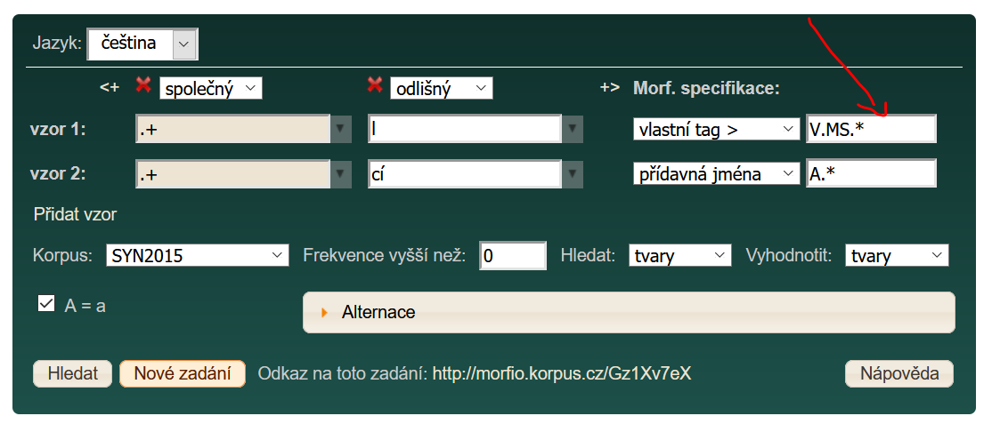 Jazyk: čeština
<+ společný odlišný +> Morf. specifikace:
vzor 1: .+ l vlastní tag > V.MS.*
vzor 2: .+ cí přídavná jména A.*
Přidat vzor
Korpus: SYN2015 Frekvence vyšší než: 0 Hledat: tvary Vyhodnotit: tvary
A = a Alternace
Hledat Nové zadání Odkaz na toto zadání: http://morfio.korpus.cz/Gz1Xv7eX Nápověda